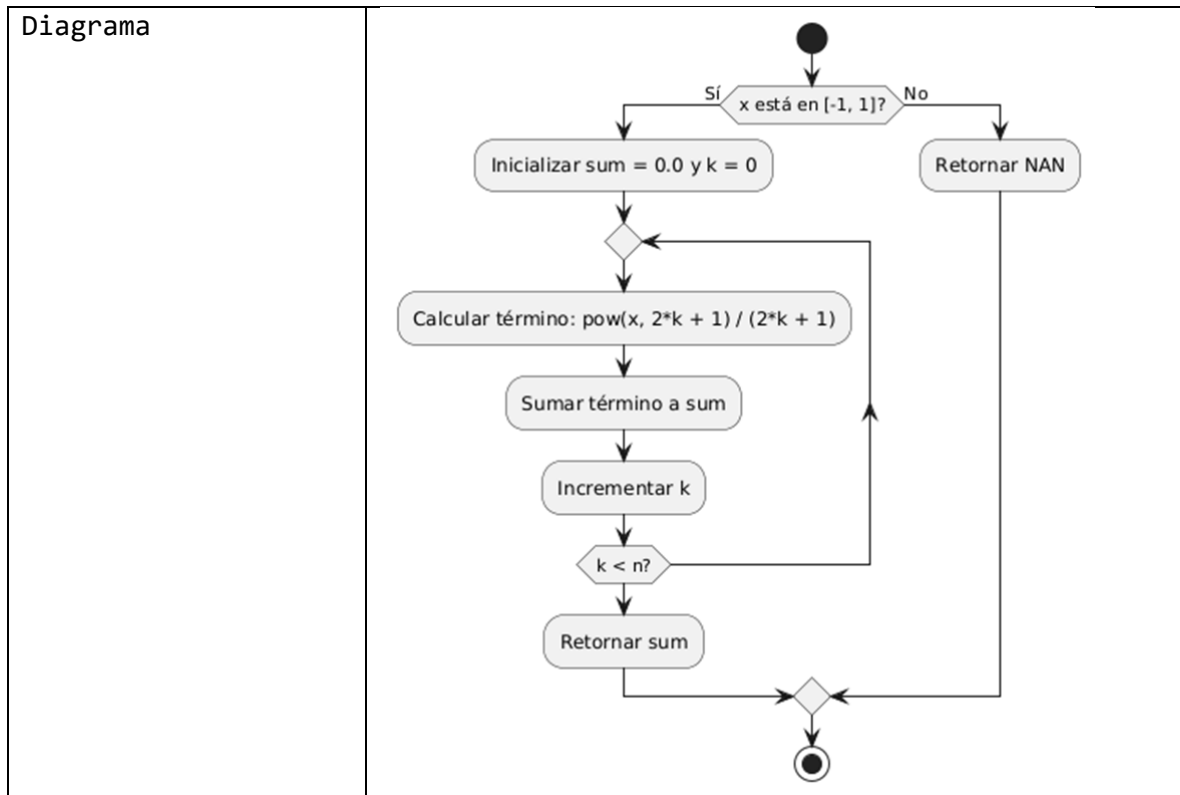 Diagrama
Sí
x está en [-1, 1]?
No
Inicializar sum = 0.0 y k = 0
Retornar NAN
Calcular término: pow(x, 2*k + 1) / (2*k + 1)
Sumar término a sum
Incrementar k
k < n?
Retornar sum